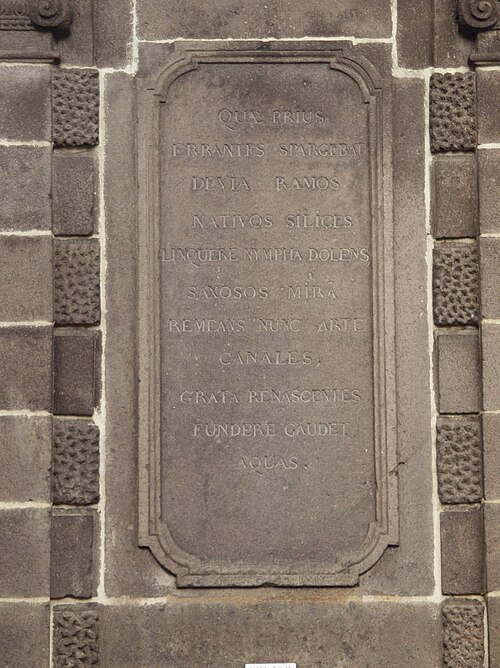 QUÆ PRIUS
ERRANTES SPARGEBAT
DEVIA RAMOS
NATIVOS SILICES
LINQUERE NYMPHA DOLENS
SAXOSOS MIRA
REMEANS NUNC ARTE
CANALES,
GRATA RENASCENTES
FUNDERE GAUDET
AQUAS.